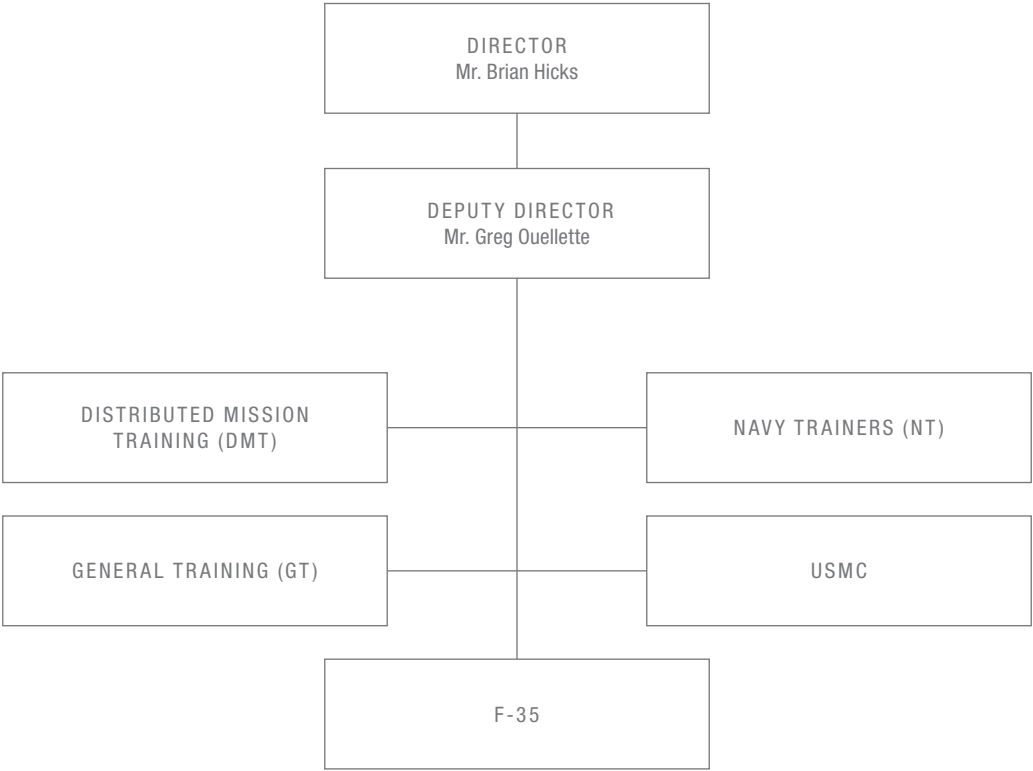 DIRECTOR
Mr. Brian Hicks
DEPUTY DIRECTOR
Mr. Greg Ouellette
DISTRIBUTED MISSION
TRAINING (DMT)
NAVY TRAINERS (NT)
GENERAL TRAINING (GT)
USMC
F-35